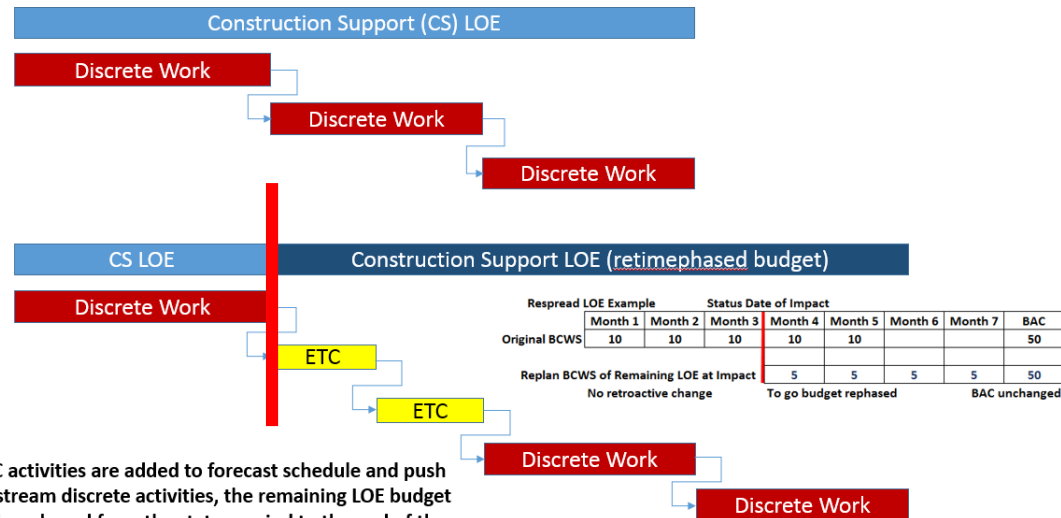 Construction Support (CS) LOE
Discrete Work
Discrete Work
Discrete Work
CS LOE
Construction Support LOE (retimephased budget)
Discrete Work
ETC
ETC
Discrete Work
Discrete Work
Respread LOE Example Status Date of Impact
Month 1 Month 2 Month 3 Month 4 Month 5 Month 6 Month 7 BAC
Original BCWS 10 10 10 10 10 50
Replan BCWS of Remaining LOE at Impact 5 5 5 5 50
No retroactive change To go budget rephased BAC unchanged
C activities are added to forecast schedule and push
stream discrete activities, the remaining LOE budget